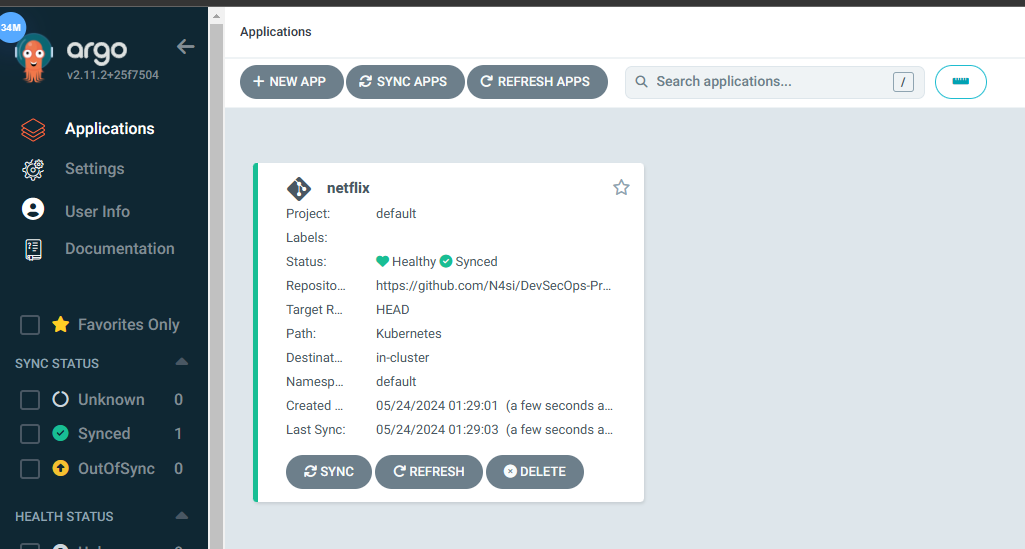 34M
argo
v2.11.2+25f7504
Applications
Settings
User Info
Documentation
Favorites Only
SYNC STATUS
Unknown 0
Synced 1
OutOfSync 0
HEALTH STATUS
Applications
+ NEW APP SYNC APPS REFRESH APPS Search applications... /
netflix
Project: default
Labels:
Status: Healthy Synced
Reposito... https://github.com/N4si/DevSecOps-Pr...
Target R... HEAD
Path: Kubernetes
Destinat... in-cluster
Namesp... default
Created ... 05/24/2024 01:29:01 (a few seconds a...
Last Sync: 05/24/2024 01:29:03 (a few seconds a...
SYNC REFRESH DELETE